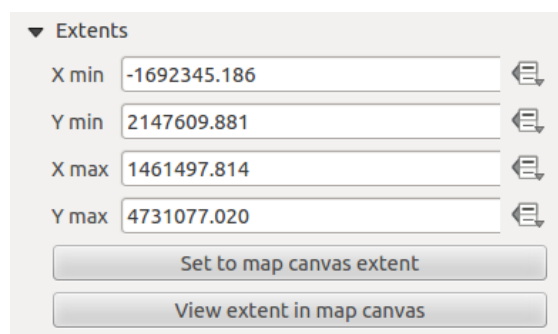 Extents
X min -1692345.186
Y min 2147609.881
X max 1461497.814
Y max 4731077.020
Set to map canvas extent
View extent in map canvas